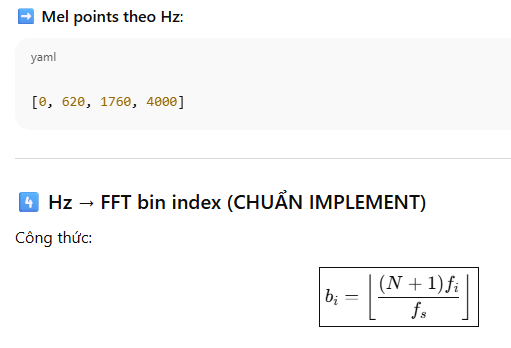 ➡️ Mel points theo Hz:
yaml
[0, 620, 1760, 4000]
4️⃣ Hz → FFT bin index (CHUẨN IMPLEMENT)
Công thức:
b_i = ⌊(N + 1)f_i / f_s⌋